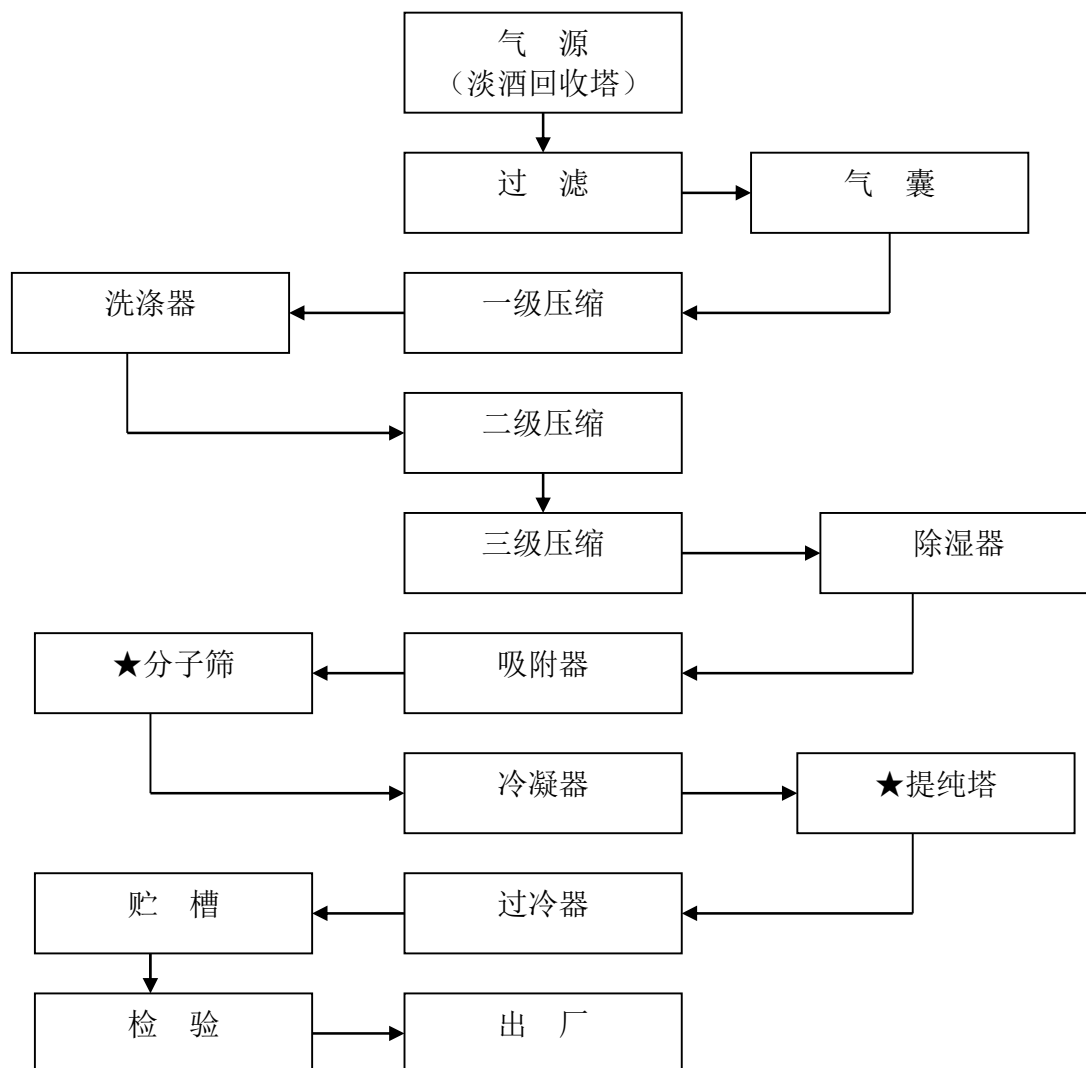 气 源
（淡酒回收塔）
过 滤
气 囊
洗涤器
一级压缩
二级压缩
三级压缩
除湿器
★分子筛
吸附器
冷凝器
★提纯塔
贮 槽
过冷器
检 验
出 厂